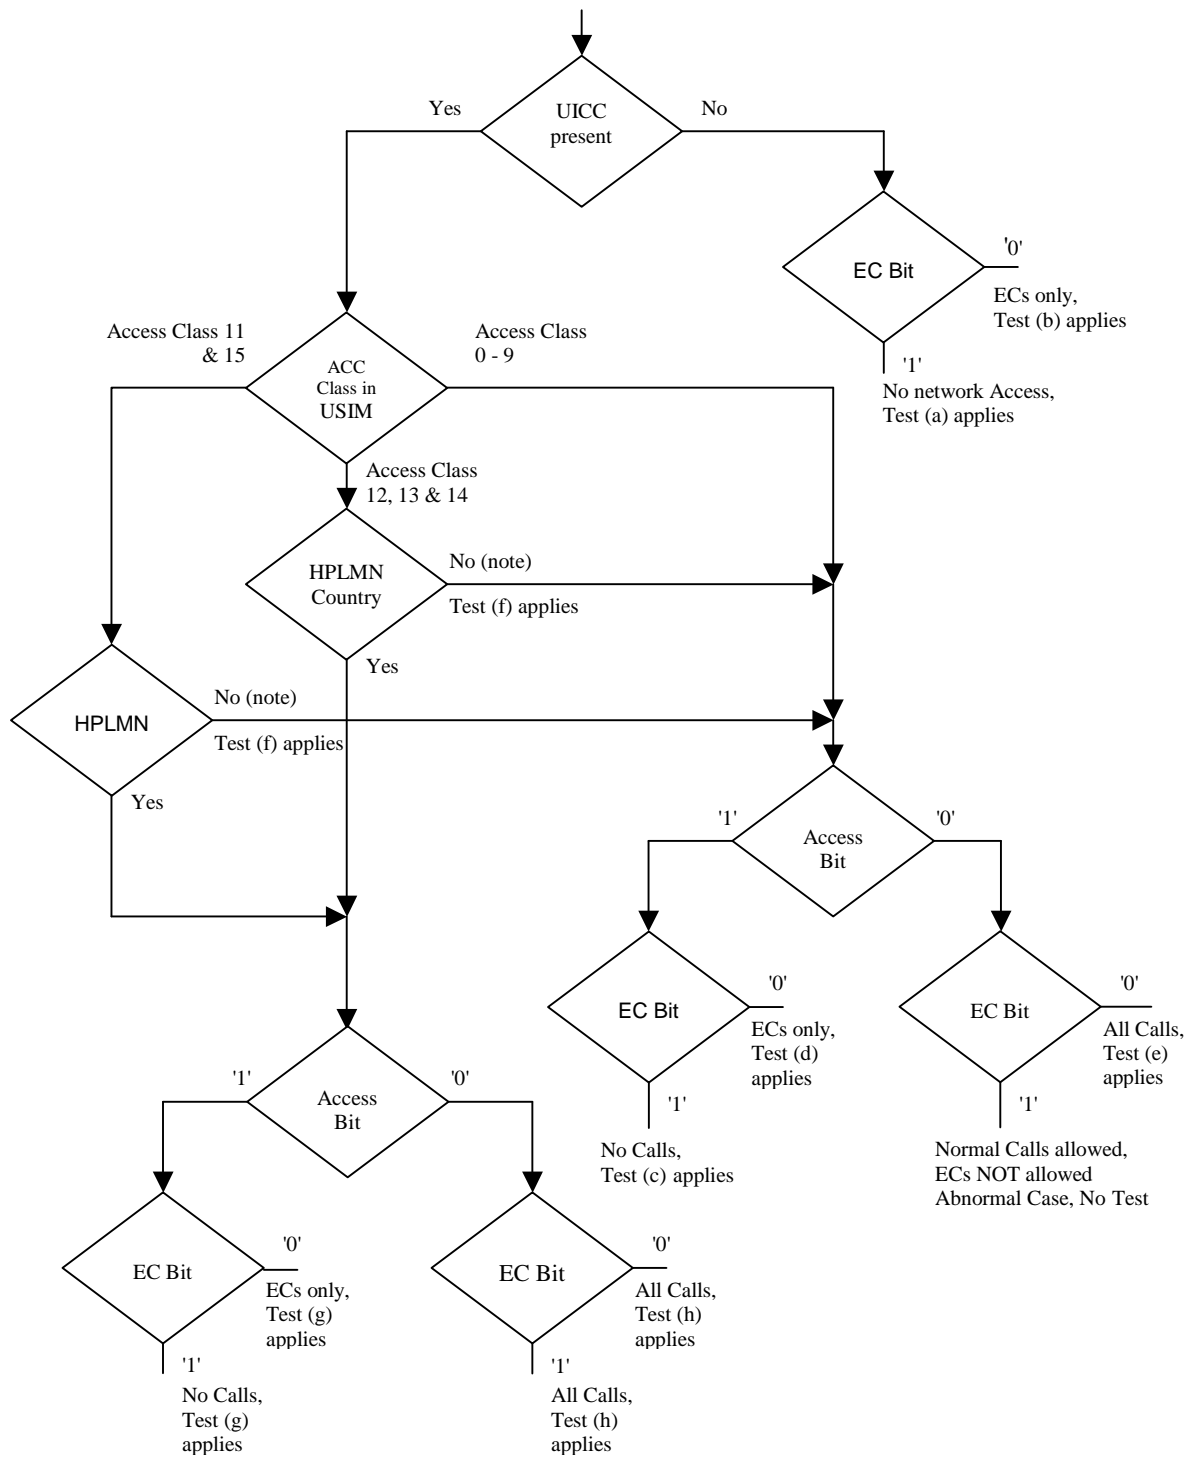 Yes
UICC
present
No
EC Bit
'0'
ECs only,
Test (b) applies
'1'
No network Access,
Test (a) applies
Access Class 11
& 15
ACC
Class in
USIM
Access Class
0 - 9
Access Class
12, 13 & 14
HPLMN
Country
No (note)
Test (f) applies
Yes
HPLMN
No (note)
Test (f) applies
Yes
'1'
Access
Bit
'0'
EC Bit
'0'
ECs only,
Test (d)
applies
'1'
No Calls,
Test (c) applies
EC Bit
'0'
All Calls,
Test (e)
applies
'1'
Normal Calls allowed,
ECs NOT allowed
Abnormal Case, No Test
'1'
Access
Bit
'0'
EC Bit
'0'
ECs only,
Test (g)
applies
'1'
No Calls,
Test (g)
applies
EC Bit
'0'
All Calls,
Test (h)
applies
'1'
All Calls,
Test (h)
applies